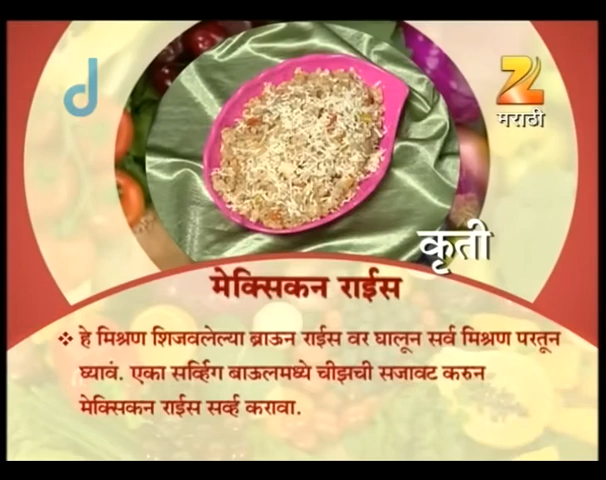 d
Z
मराठी
कृती
मेक्सिकन राईस
❖ हे मिश्रण शिजवलेल्या ब्राऊन राईस वर घालून सर्व मिश्रण परतून
घ्यावं. एका सर्व्हिंग बाऊलमध्ये चीझची सजावट करुन
मेक्सिकन राईस सर्व्ह करावा.